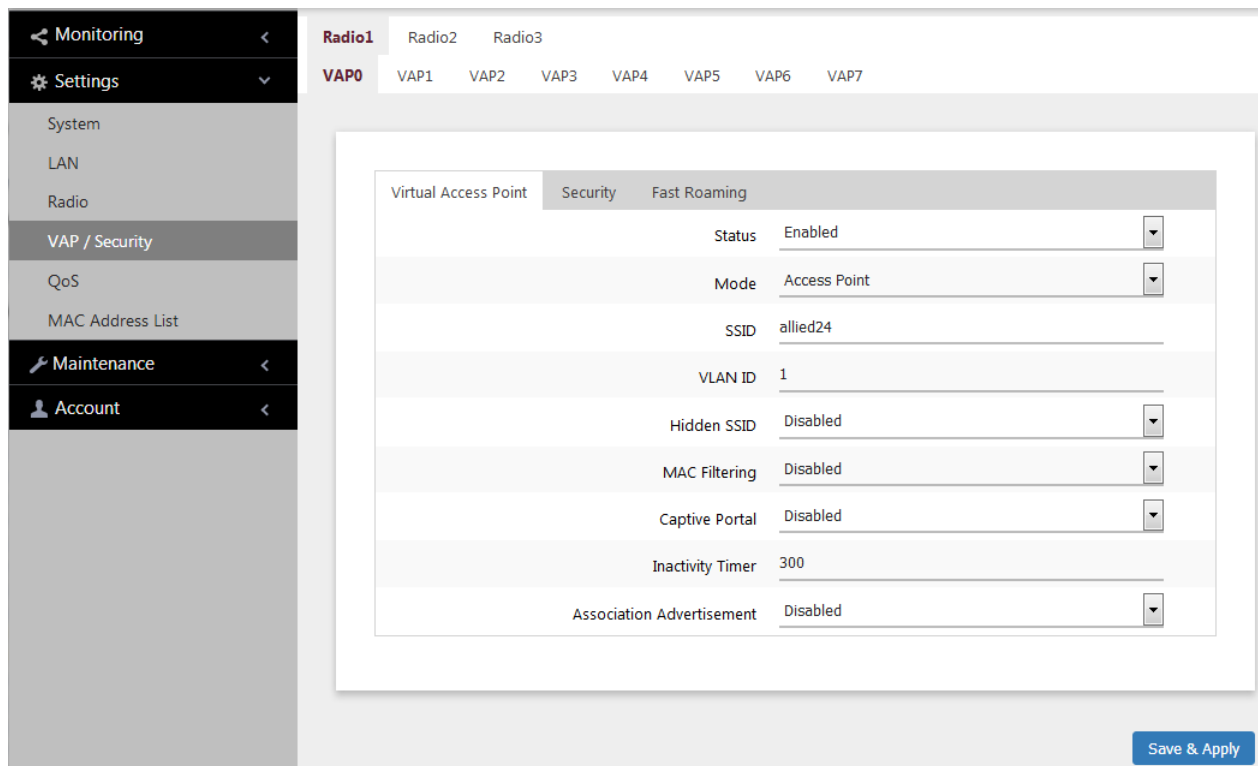 Monitoring
Settings
System
LAN
Radio
VAP / Security
QoS
MAC Address List
Maintenance
Account
Radio1 Radio2 Radio3
VAP0 VAP1 VAP2 VAP3 VAP4 VAP5 VAP6 VAP7
Virtual Access Point Security Fast Roaming
Status Enabled
Mode Access Point
SSID allied24
VLAN ID 1
Hidden SSID Disabled
MAC Filtering Disabled
Captive Portal Disabled
Inactivity Timer 300
Association Advertisement Disabled
Save & Apply